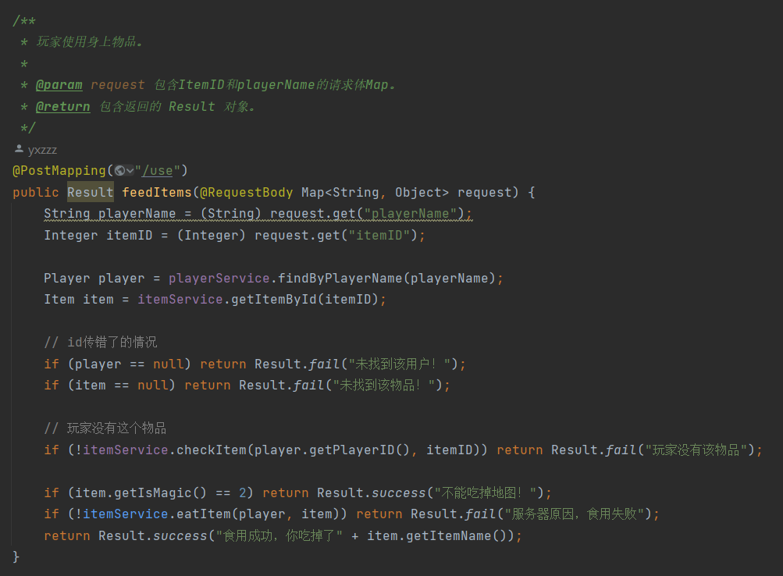 /**
 * 玩家使用身上物品。
 *
 * @param request 包含ItemID和playerName的请求体Map。
 * @return 包含返回的 Result 对象。
 */
yxzzz
@PostMapping("/use")
public Result feedItems(@RequestBody Map<String, Object> request) {
    String playerName = (String) request.get("playerName");
    Integer itemID = (Integer) request.get("itemID");

    Player player = playerService.findByPlayerName(playerName);
    Item item = itemService.getItemById(itemID);

    // id传错了的情况
    if (player == null) return Result.fail("未找到该用户！");
    if (item == null) return Result.fail("未找到该物品！");

    // 玩家没有这个物品
    if (!itemService.checkItem(player.getPlayerID(), itemID)) return Result.fail("玩家没有该物品");

    if (item.getIsMagic() == 2) return Result.success("不能吃掉地图！");
    if (!itemService.eatItem(player, item)) return Result.fail("服务器原因，食用失败");
    return Result.success("食用成功，你吃掉了" + item.getItemName());
}